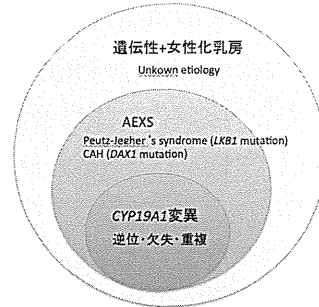 遺伝性+女性化乳房
Unkown etiology
AEXS
Peutz-Jegher 's syndrome (LKB1 mutation)
CAH (DAX1 mutation)
CYP19A1変異
逆位・欠失・重複